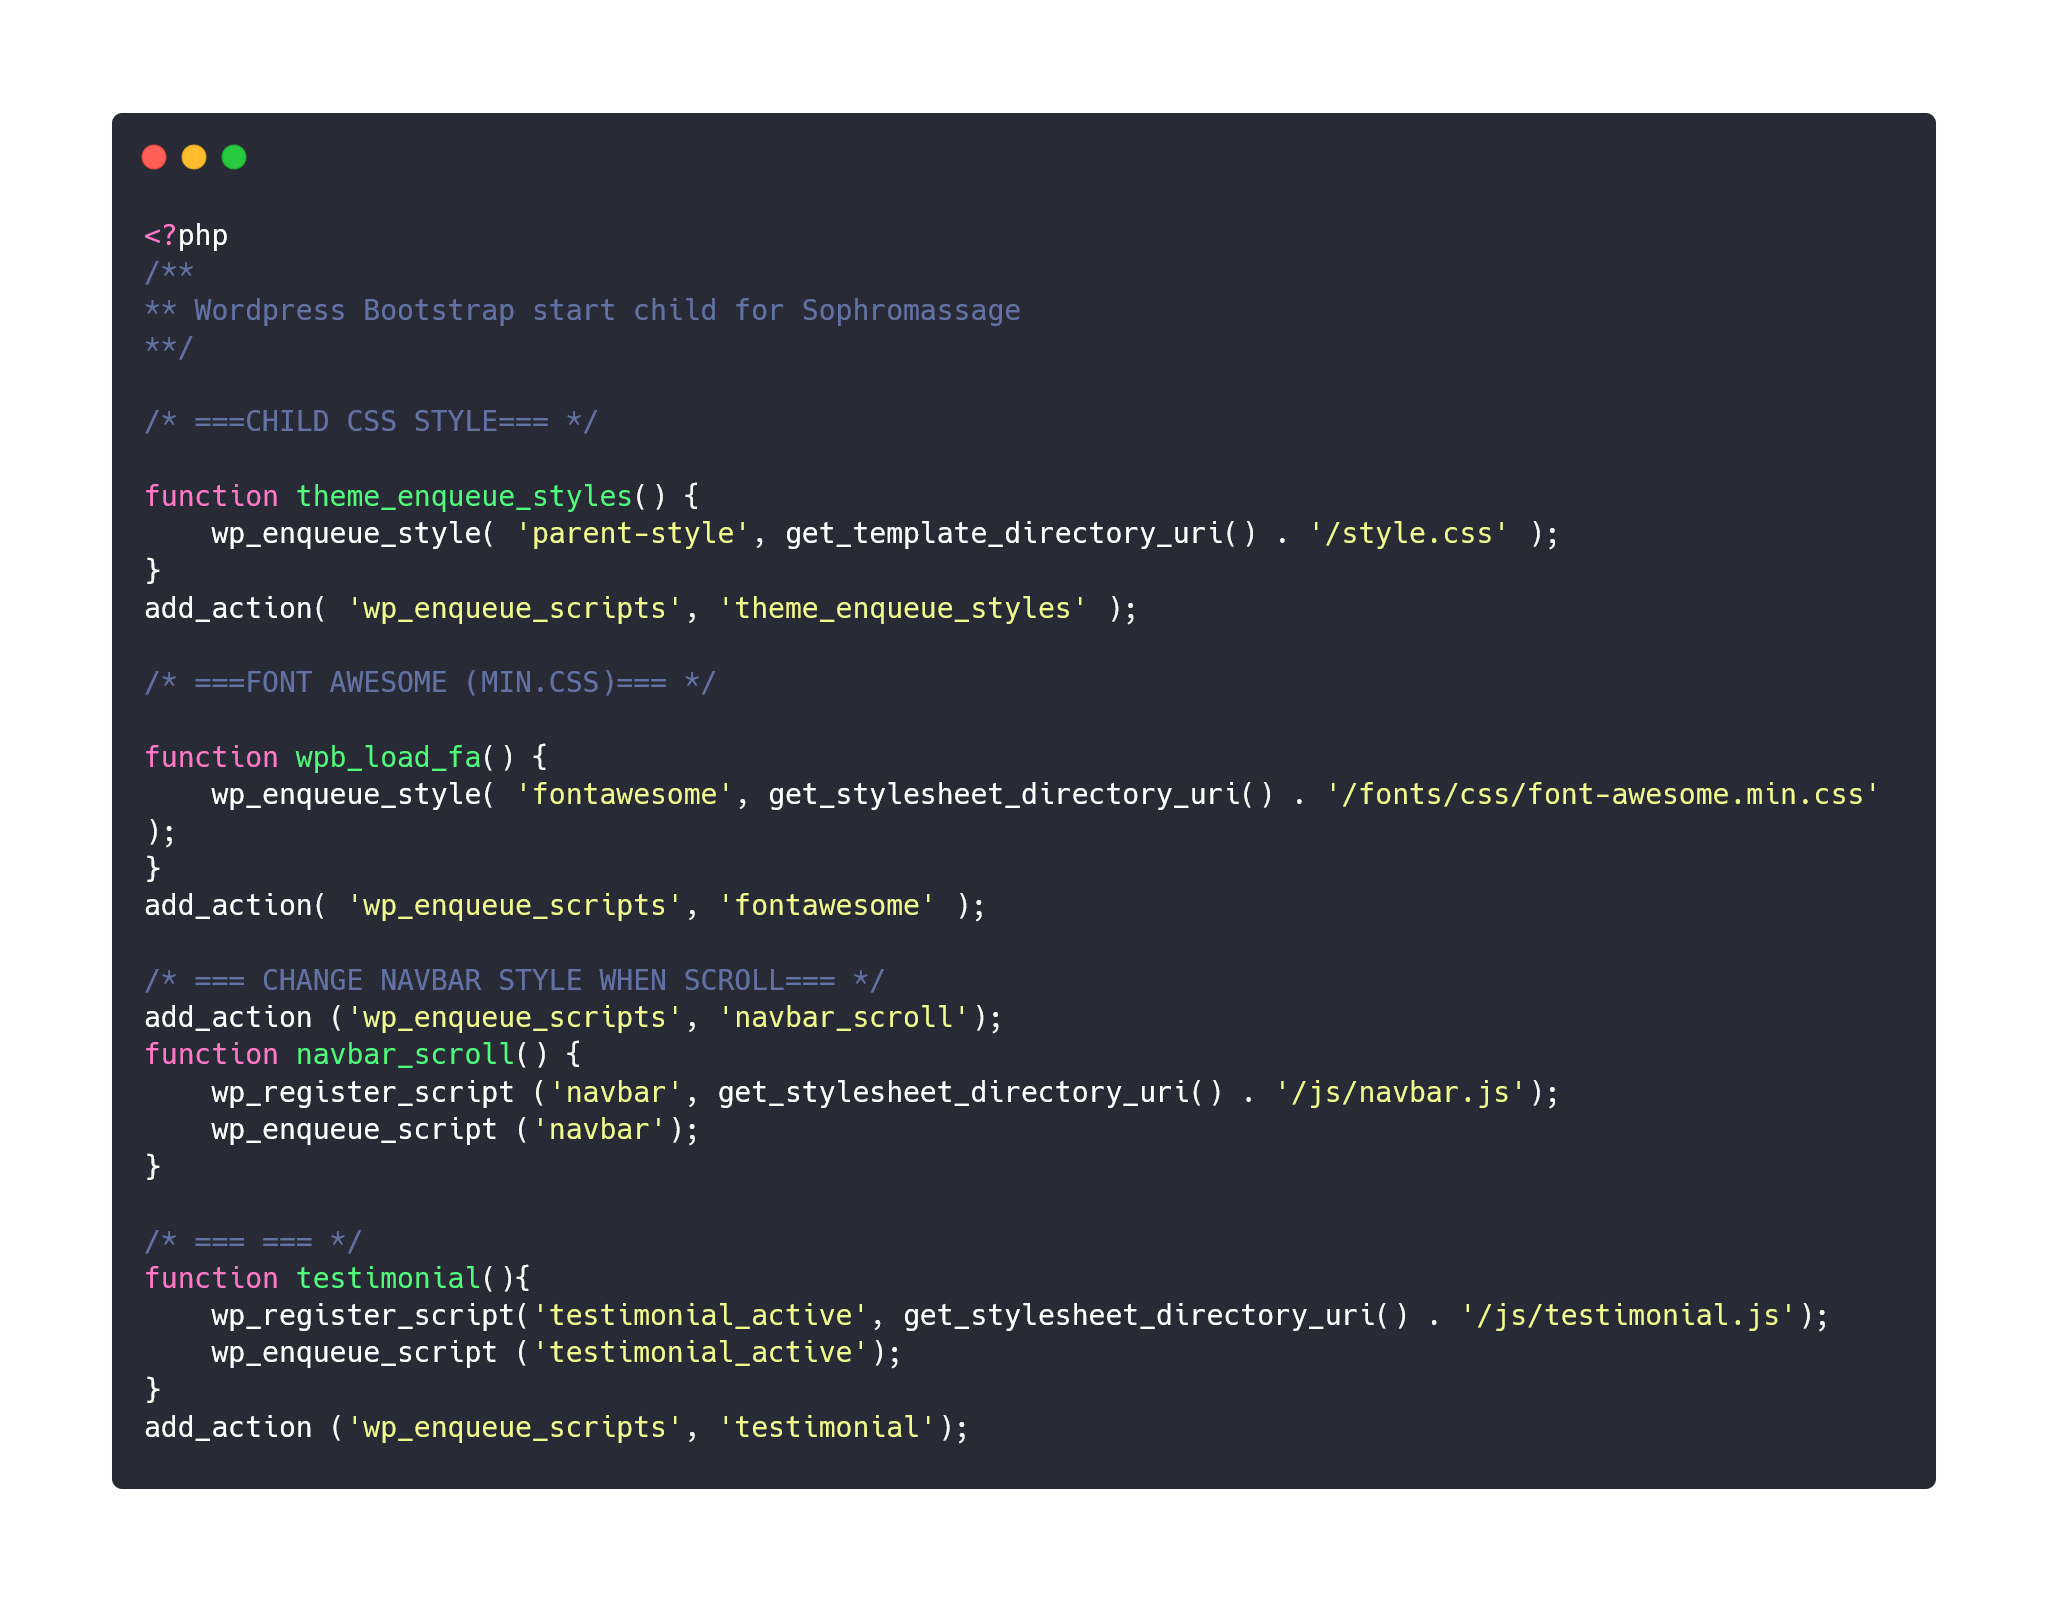 <?php
/**
** Wordpress Bootstrap start child for Sophromassage
**/

/* ===CHILD CSS STYLE=== */

function theme_enqueue_styles() {
    wp_enqueue_style( 'parent-style', get_template_directory_uri() . '/style.css' );
}
add_action( 'wp_enqueue_scripts', 'theme_enqueue_styles' );

/* ===FONT AWESOME (MIN.CSS)=== */

function wpb_load_fa() {
    wp_enqueue_style( 'fontawesome', get_stylesheet_directory_uri() . '/fonts/css/font-awesome.min.css'
);
}
add_action( 'wp_enqueue_scripts', 'fontawesome' );

/* === CHANGE NAVBAR STYLE WHEN SCROLL=== */
add_action ('wp_enqueue_scripts', 'navbar_scroll');
function navbar_scroll() {
    wp_register_script ('navbar', get_stylesheet_directory_uri() . '/js/navbar.js');
    wp_enqueue_script ('navbar');
}

/* === === */
function testimonial(){
    wp_register_script('testimonial_active', get_stylesheet_directory_uri() . '/js/testimonial.js');
    wp_enqueue_script ('testimonial_active');
}
add_action ('wp_enqueue_scripts', 'testimonial');